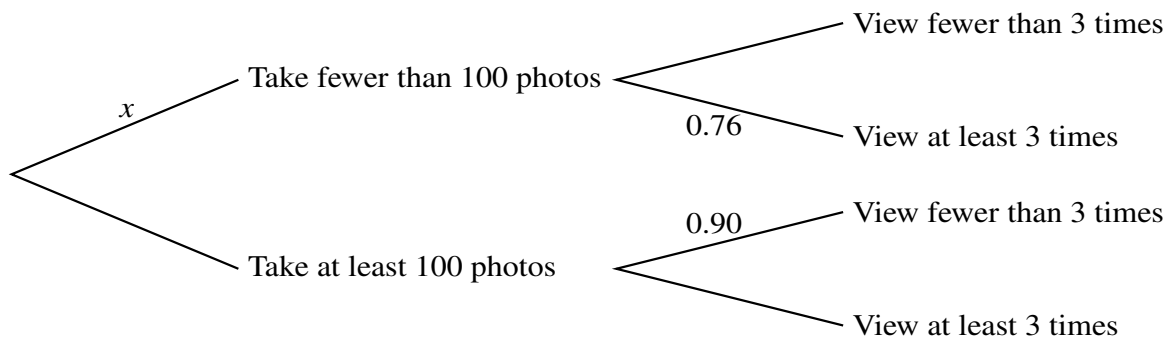 View fewer than 3 times
Take fewer than 100 photos
x
0.76
View at least 3 times
View fewer than 3 times
0.90
Take at least 100 photos
View at least 3 times